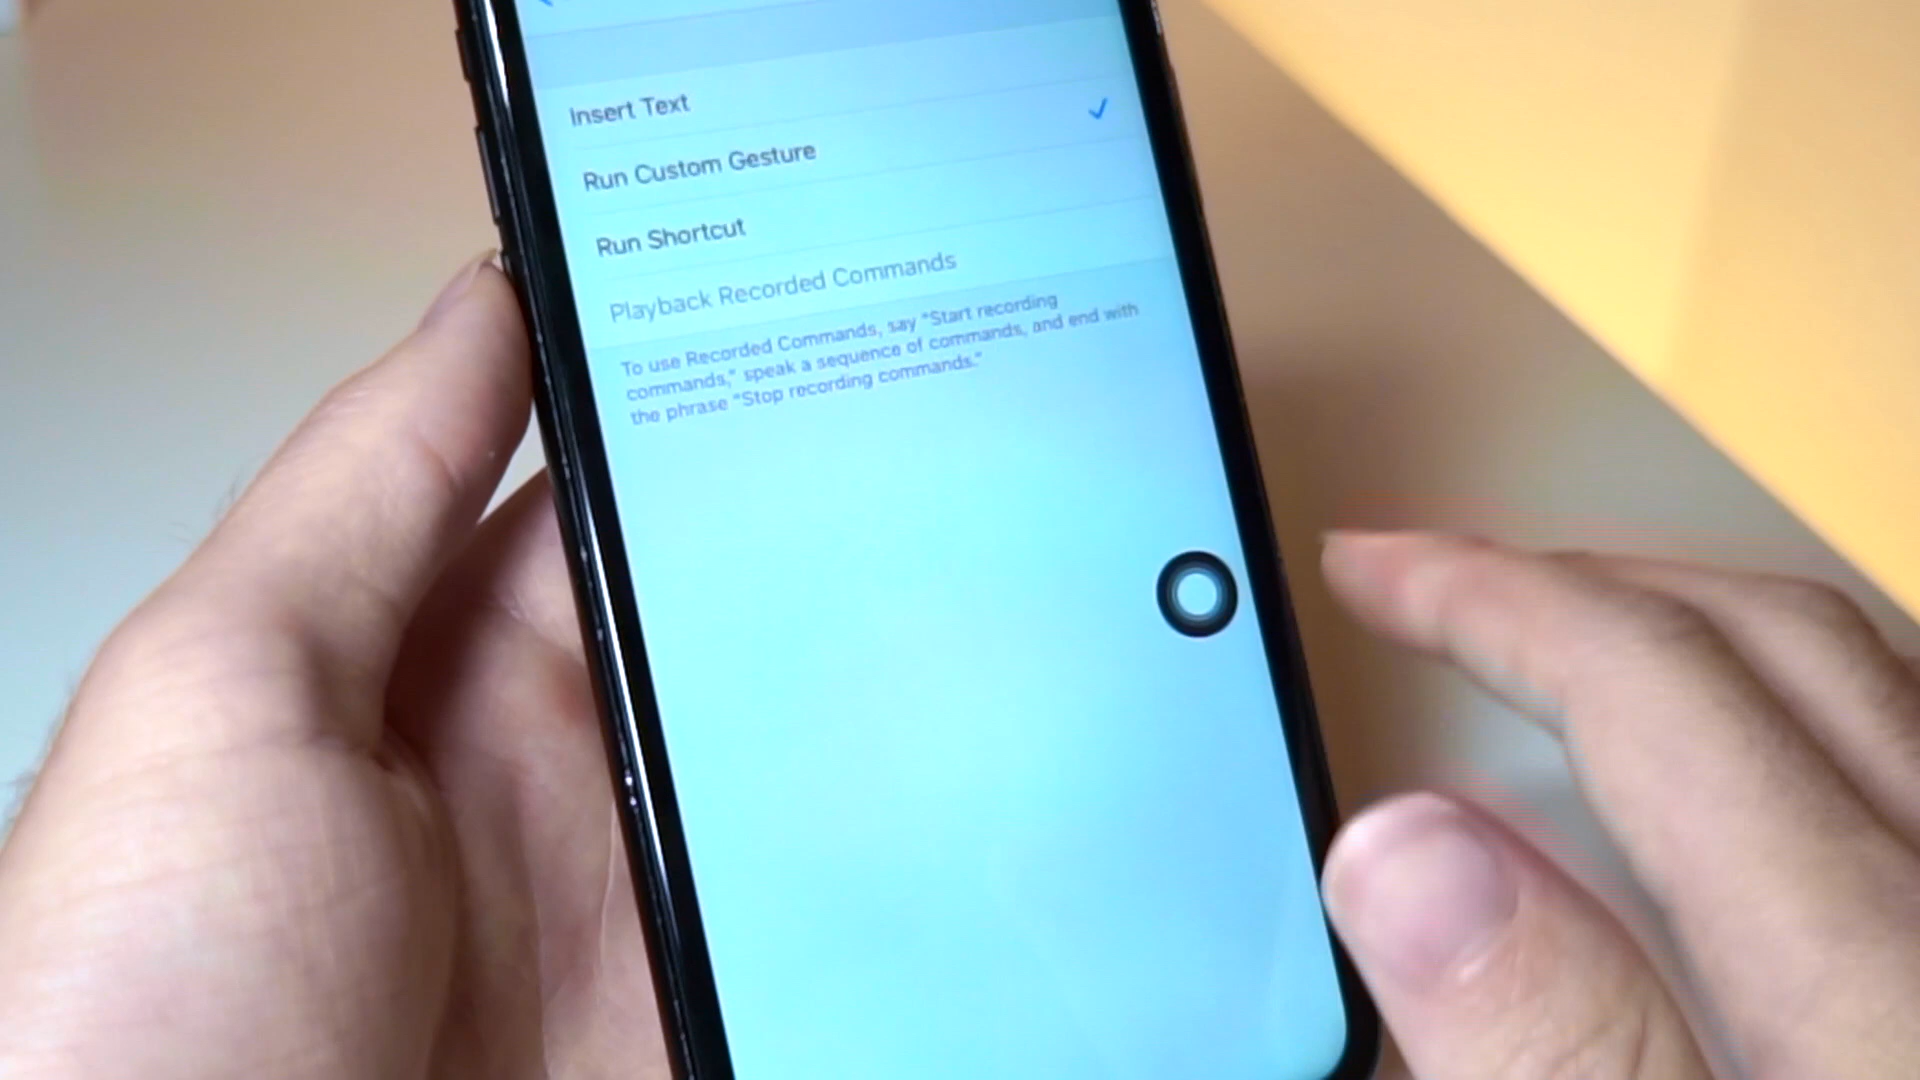 Insert Text
Run Custom Gesture
Run Shortcut
Playback Recorded Commands
To use Recorded Commands, say “Start recording
commands,” speak a sequence of commands, and end with
the phrase “Stop recording commands.”